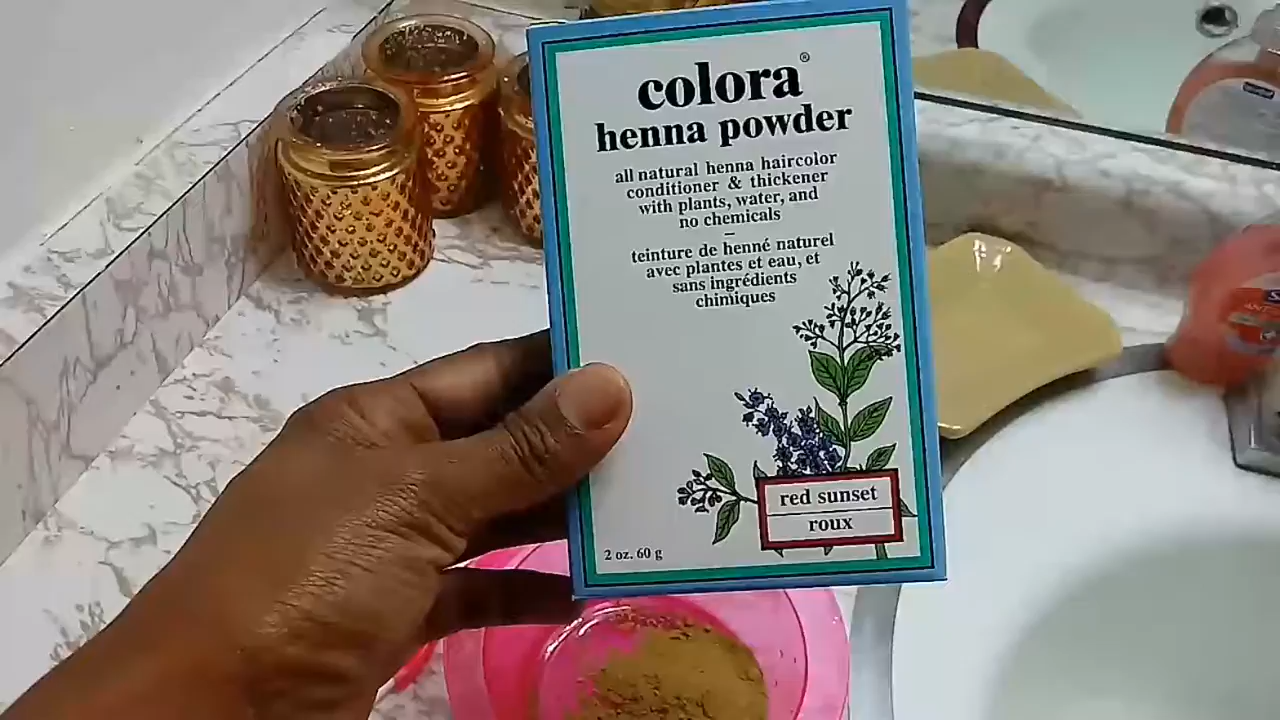 colora®
henna powder
all natural henna haircolor
conditioner & thickener
with plants, water, and
no chemicals
–
teinture de henné naturel
avec plantes et eau, et
sans ingrédients
chimiques
red sunset
roux
2 oz. 60 g